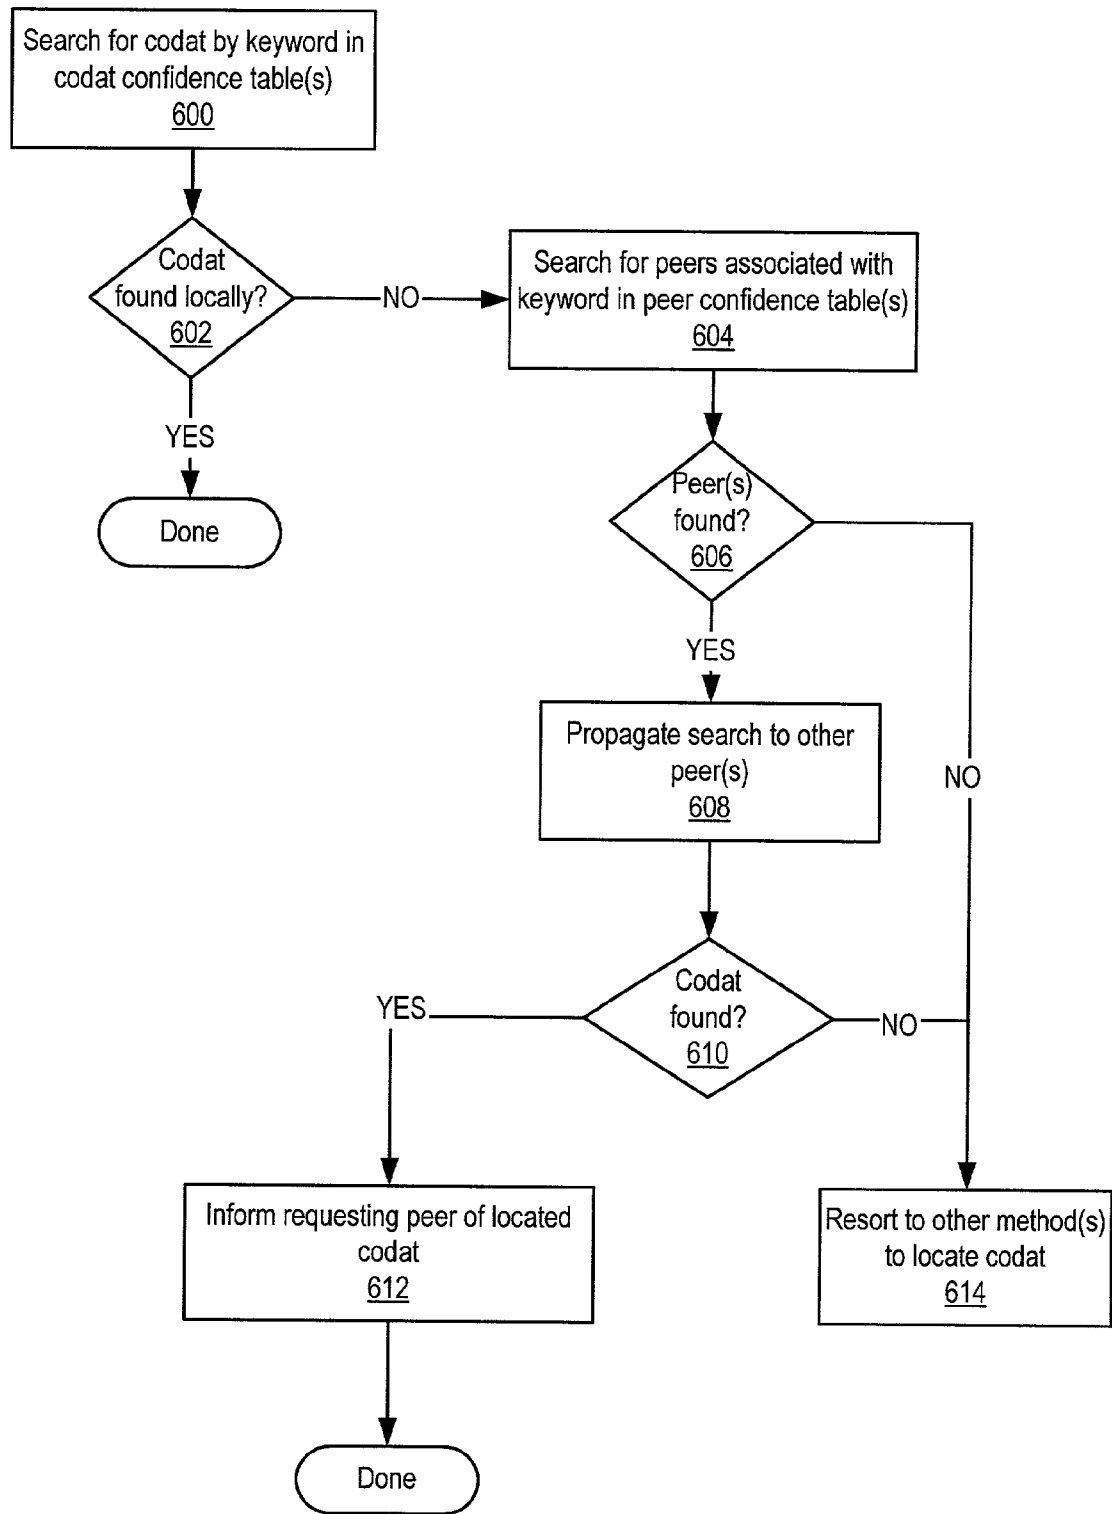 Search for codat by keyword in
codat confidence table(s)
600
Codat
found locally?
602
NO
Search for peers associated with
keyword in peer confidence table(s)
604
YES
Done
Peer(s)
found?
606
YES
NO
Propagate search to other
peer(s)
608
Codat
found?
610
YES
NO
Inform requesting peer of located
codat
612
Resort to other method(s)
to locate codat
614
Done